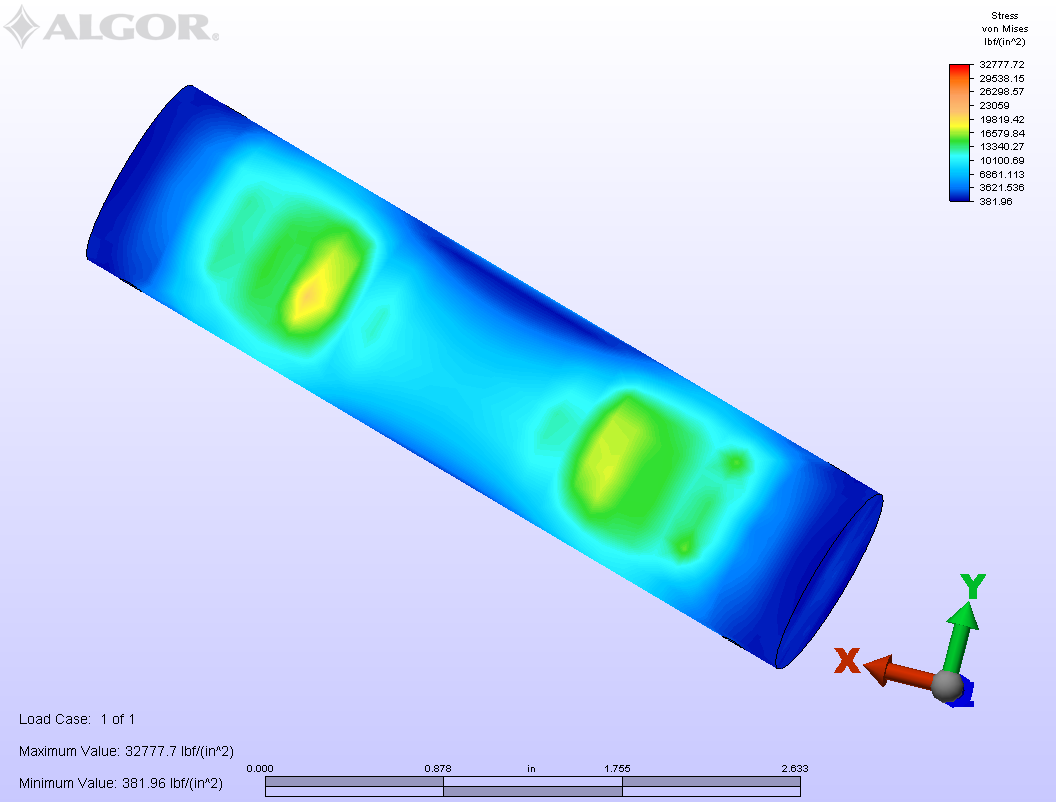 ALGOR®
Stress
von Mises
lbf/(in^2)
32777.72
29538.15
26298.57
23059
19819.42
16579.84
13340.27
10100.69
6861.113
3621.536
381.96
Y
X
Z
Load Case: 1 of 1
Maximum Value: 32777.7 lbf/(in^2)
Minimum Value: 381.96 lbf/(in^2)
0.000 0.878 in 1.755 2.633